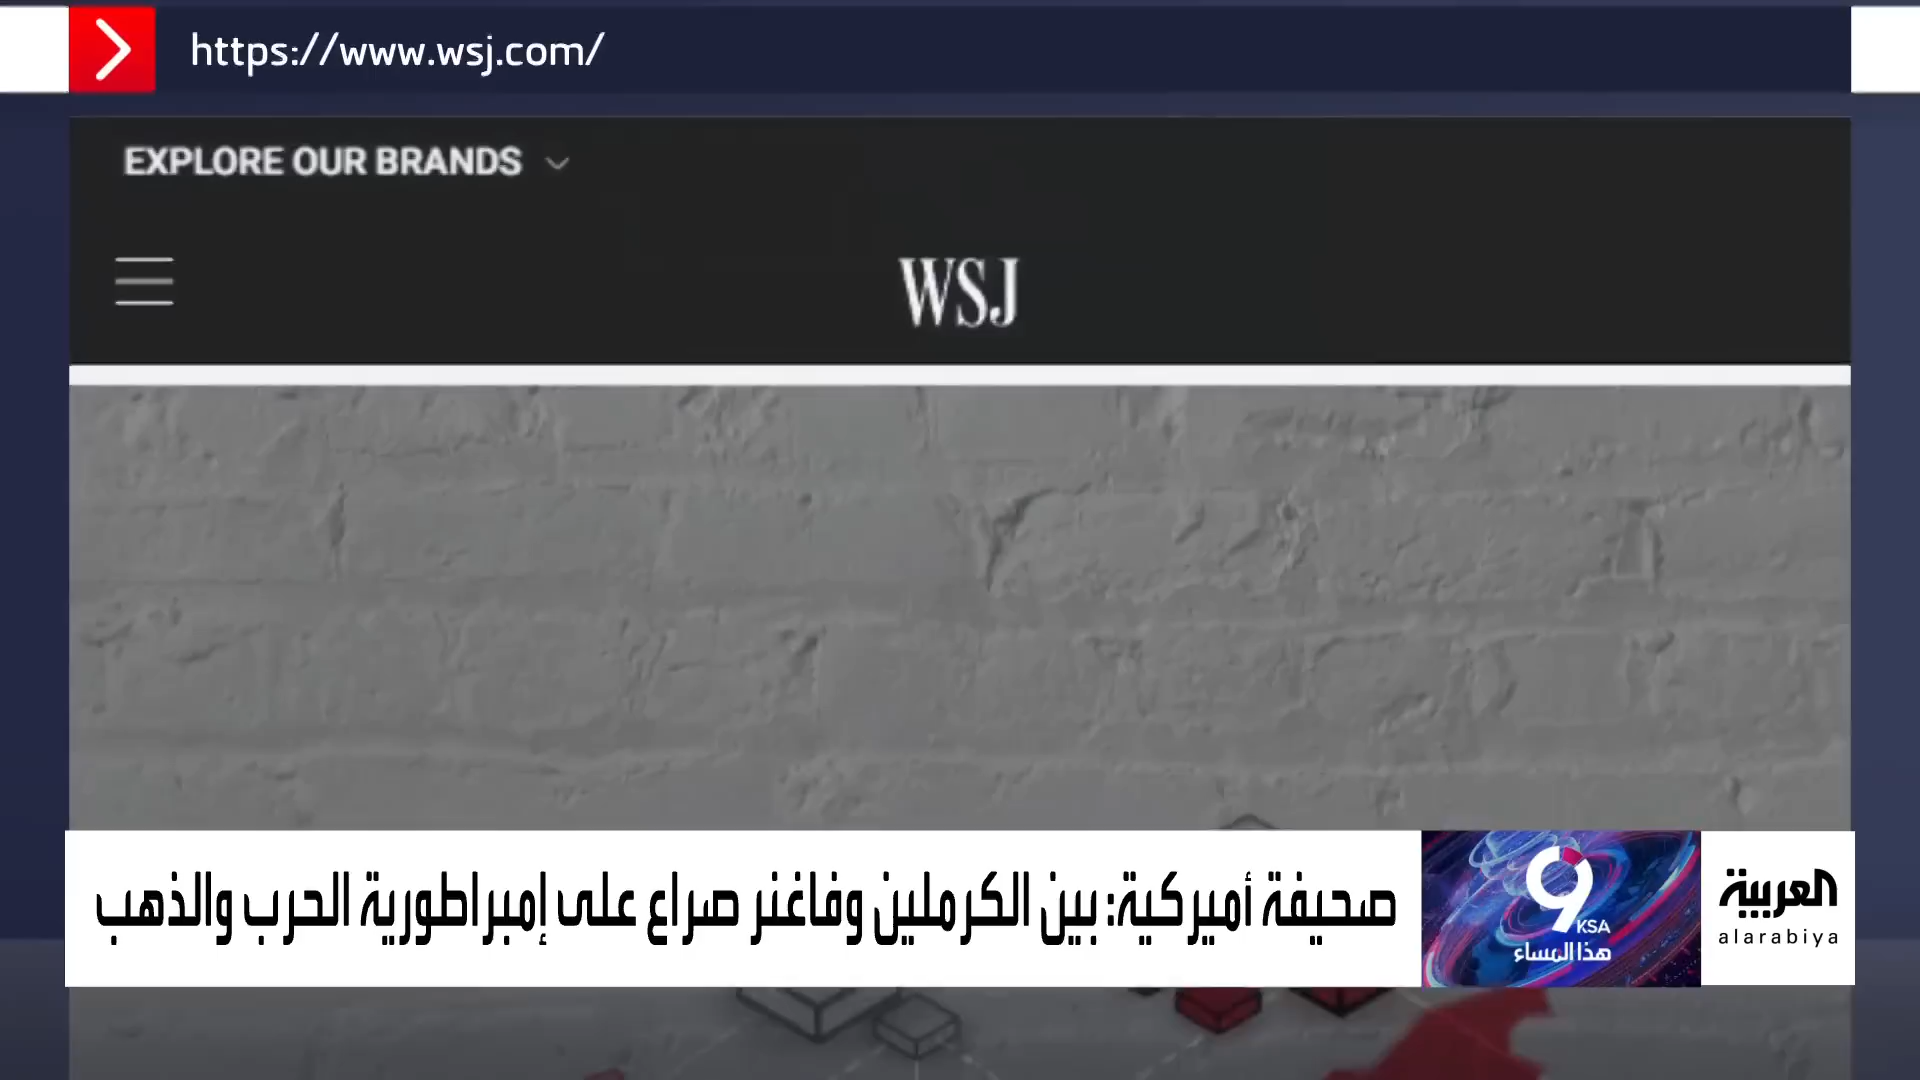 https://www.wsj.com/
EXPLORE OUR BRANDS
WSJ
صحيفة أميركية: بين الكرملين وفاغنر صراع على إمبراطورية الحرب والذهب
9
KSA
هذا المساء
العربية
alarabiya